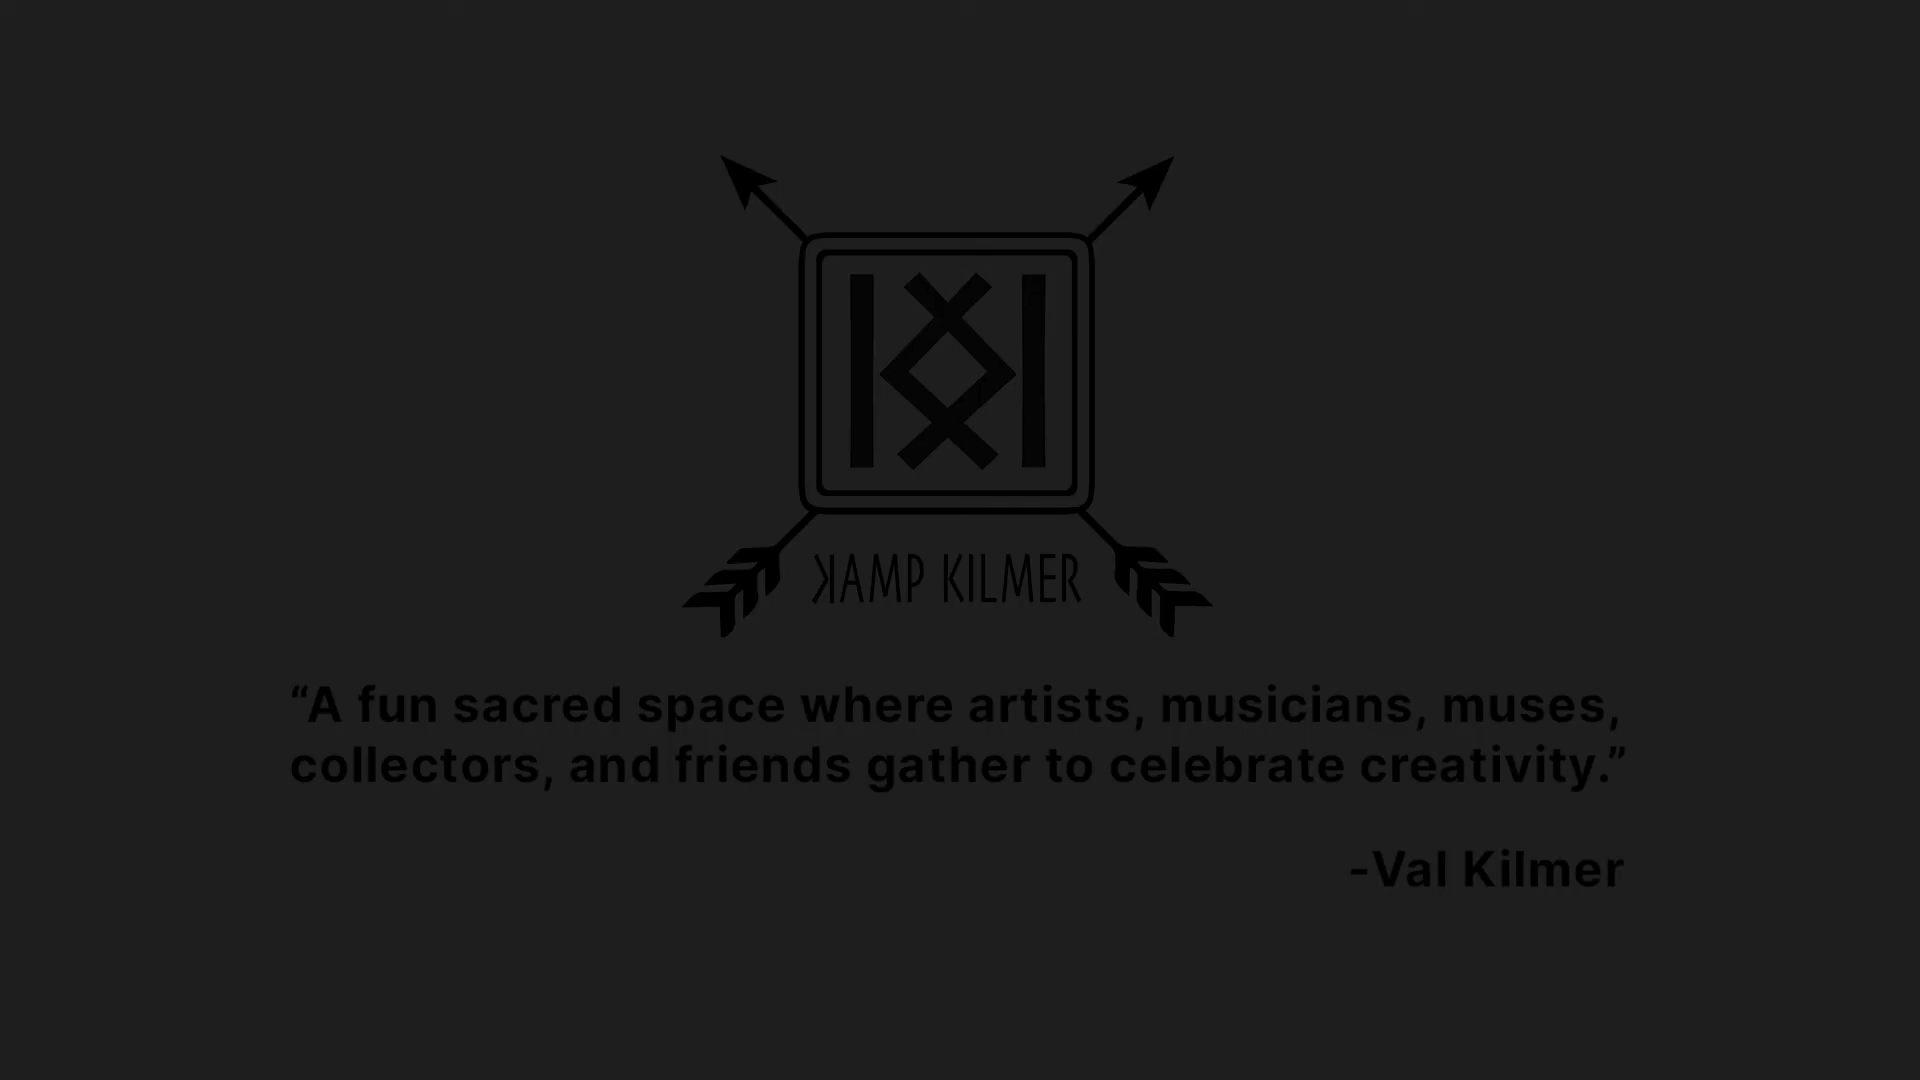 KAMP KILMER
“A fun sacred space where artists, musicians, muses,
collectors, and friends gather to celebrate creativity.”
-Val Kilmer